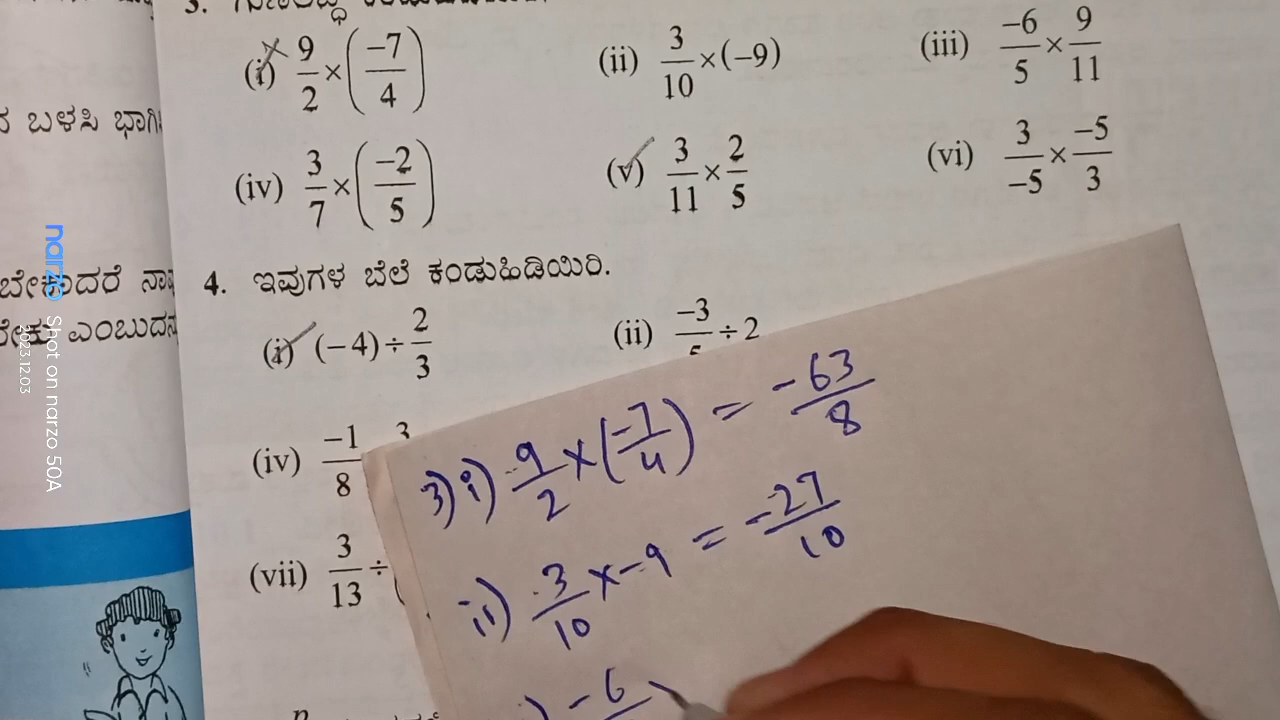 3.
(i) 9/2 × (-7/4) (ii) 3/10 × (-9) (iii) -6/5 × 9/11
(iv) 3/7 × (-2/5) (v) 3/11 × 2/5 (vi) 3/-5 × -5/3
ಬಳಸಿ
4. ಇವುಗಳ ಬೆಲೆ ಕಂಡುಹಿಡಿಯಿರಿ.
(i) (-4) ÷ 2/3 (ii) -3/5 ÷ 2
(iv) -1/8 3
(vii) 3/13 ÷
ಎಂಬುದನ
3) i) 9/2 × (-7/4) = -63/8
ii) 3/10 × -9 = -27/10
) -6
narzo Shot on narzo 50A
2023.12.03